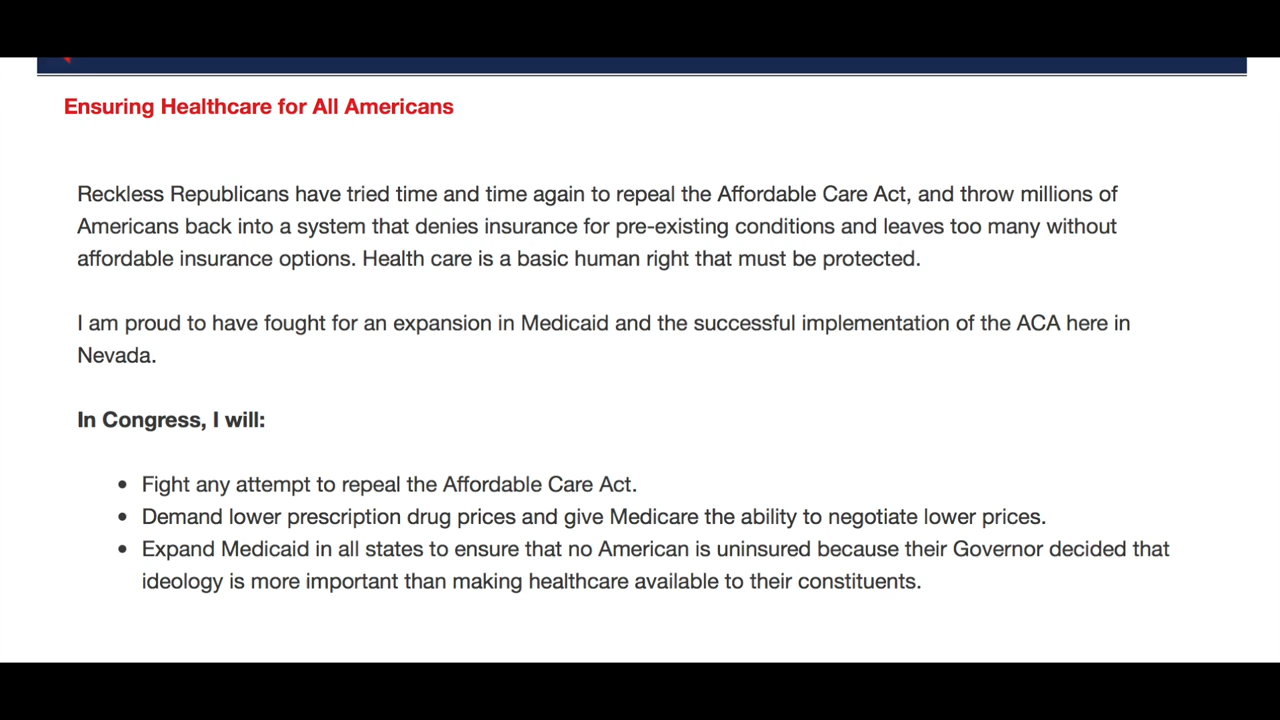 Ensuring Healthcare for All Americans
Reckless Republicans have tried time and time again to repeal the Affordable Care Act, and throw millions of
Americans back into a system that denies insurance for pre-existing conditions and leaves too many without
affordable insurance options. Health care is a basic human right that must be protected.
I am proud to have fought for an expansion in Medicaid and the successful implementation of the ACA here in
Nevada.
In Congress, I will:
• Fight any attempt to repeal the Affordable Care Act.
• Demand lower prescription drug prices and give Medicare the ability to negotiate lower prices.
• Expand Medicaid in all states to ensure that no American is uninsured because their Governor decided that
ideology is more important than making healthcare available to their constituents.